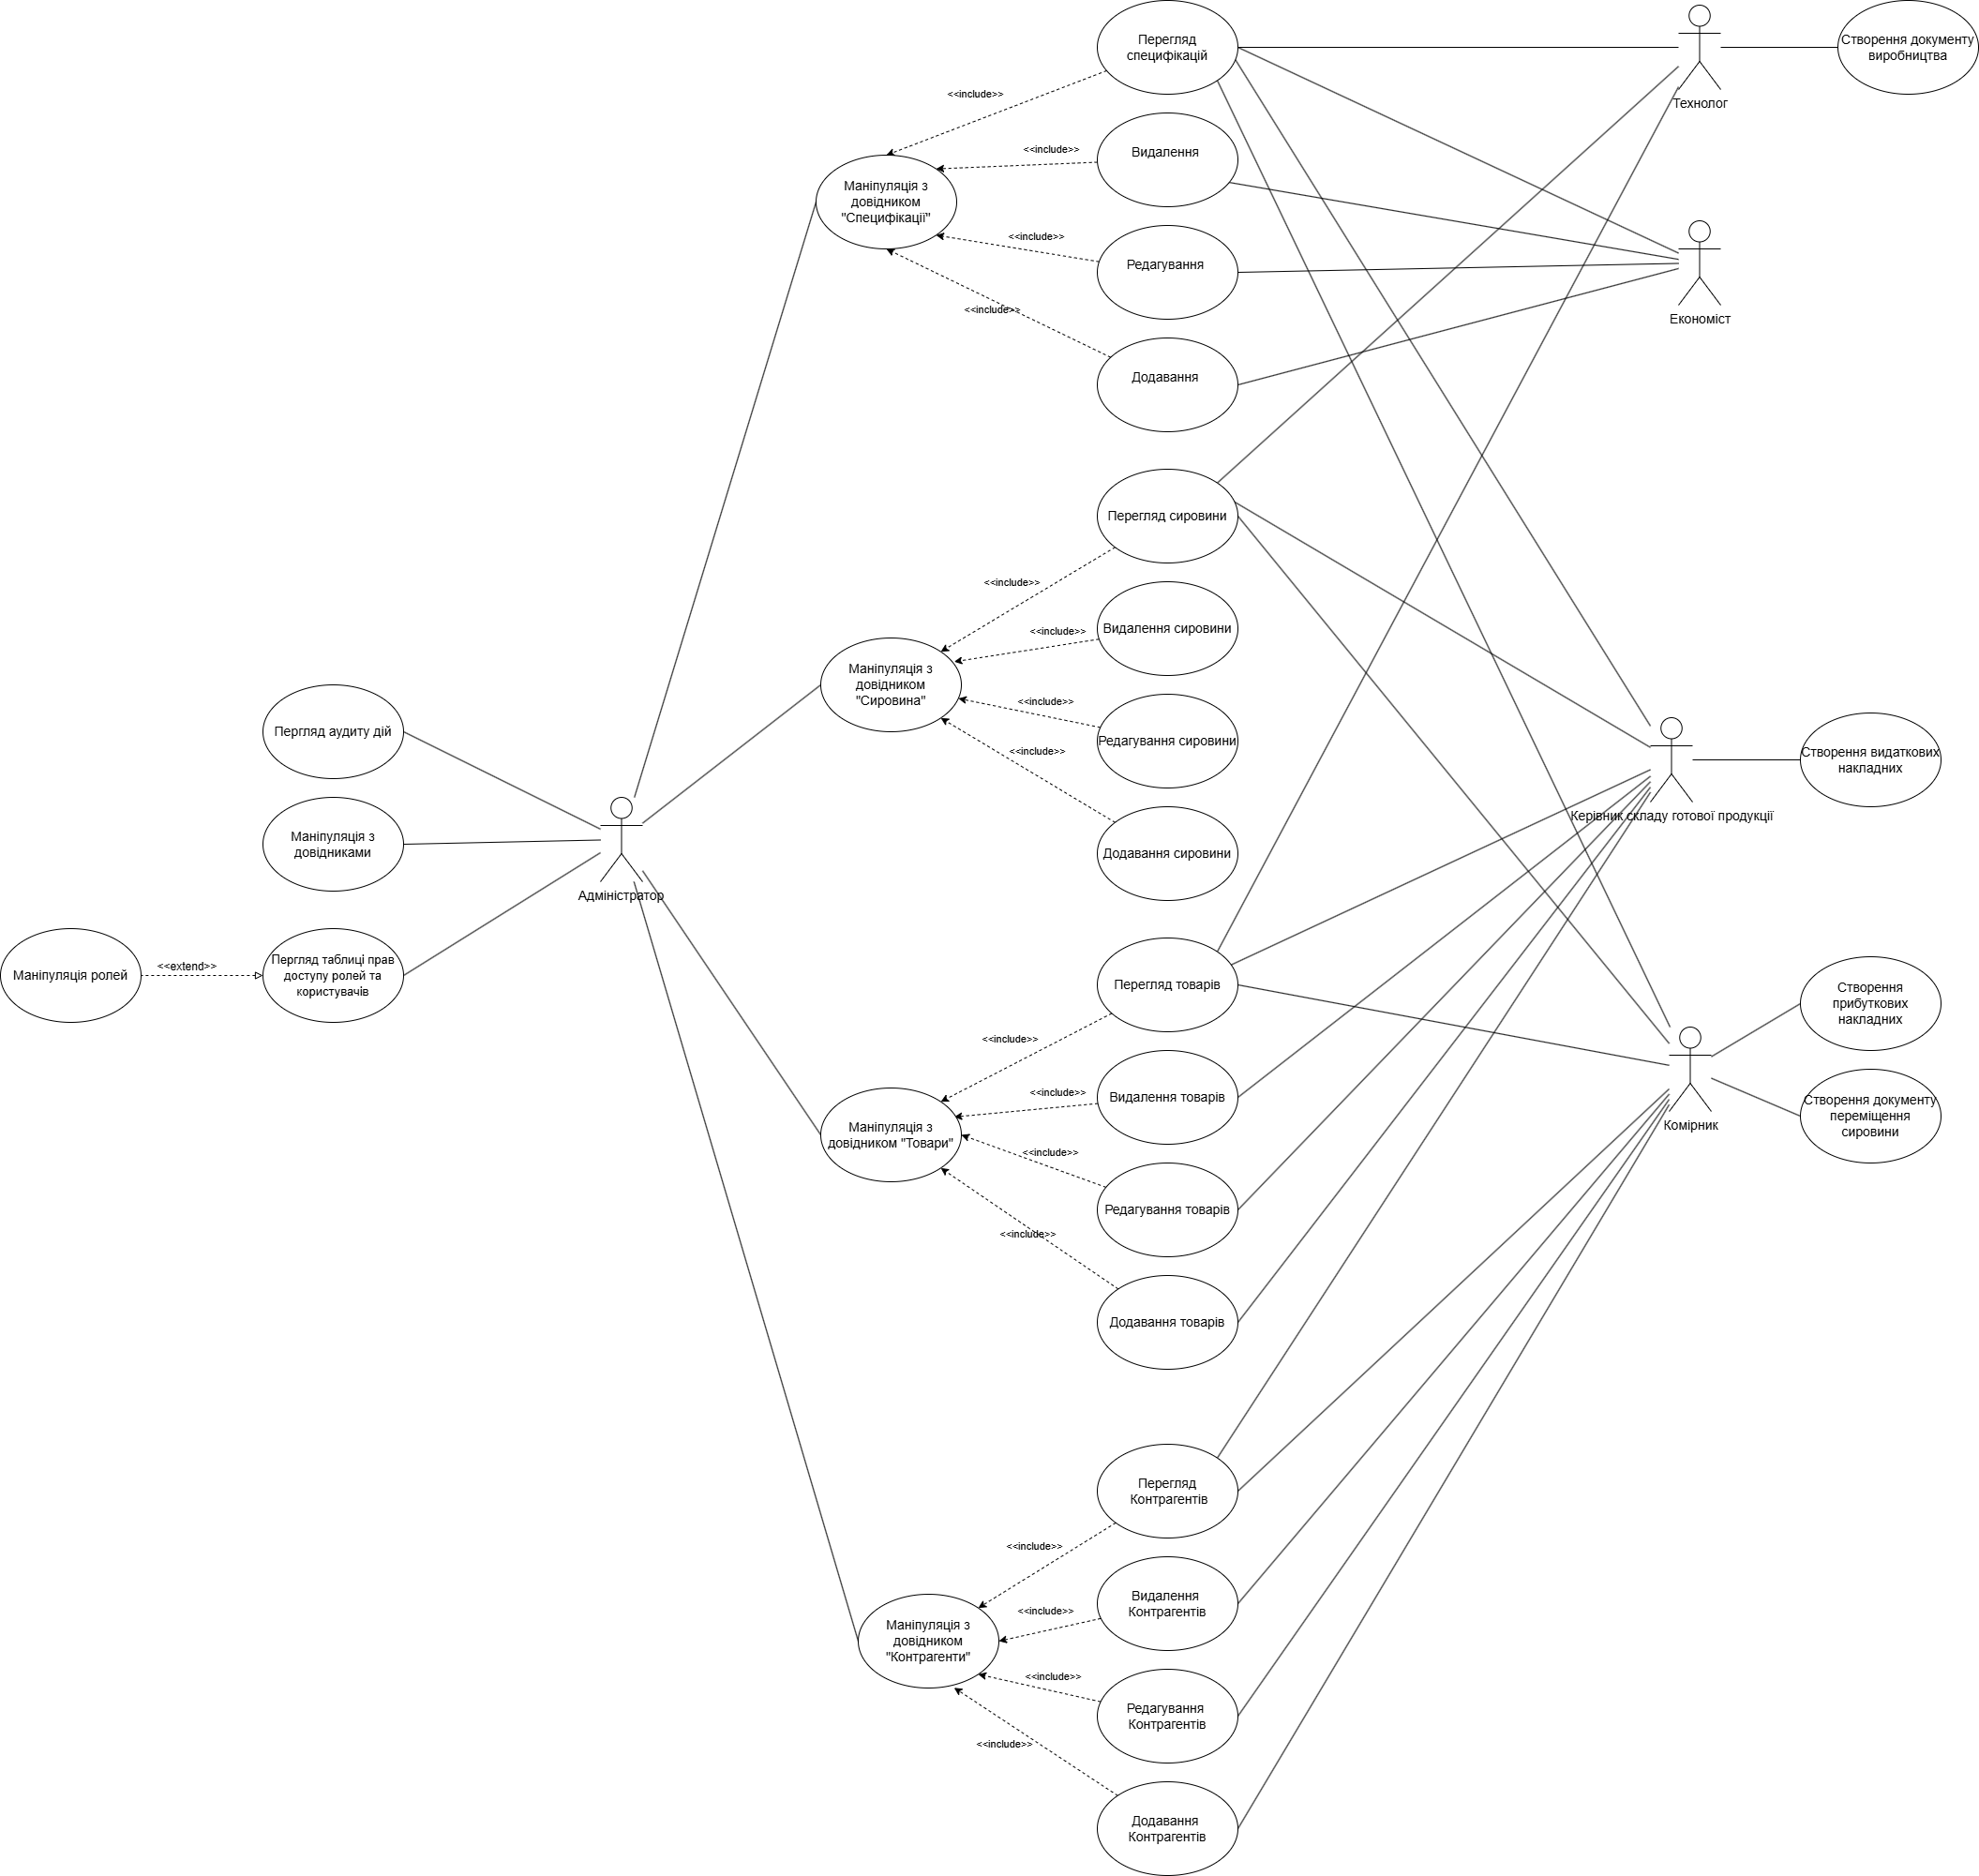 Перегляд
специфікацій
Технолог
Створення документу
виробництва
<<include>>
Видалення
<<include>>
Маніпуляція з
довідником
"Специфікації"
<<include>>
Редагування
Економіст
<<include>>
Додавання
Перегляд сировини
<<include>>
Видалення сировини
<<include>>
Маніпуляція з
довідником
"Сировина"
<<include>>
Редагування сировини
<<include>>
Додавання сировини
Пергляд аудиту дій
Маніпуляція з
довідниками
Адміністратор
Маніпуляція ролей
<<extend>>
Пергляд таблиці прав
доступу ролей та
користувачів
Керівник складу готової продукції
Створення видаткових
накладних
Перегляд товарів
<<include>>
Видалення товарів
<<include>>
Маніпуляція з
довідником "Товари"
<<include>>
Редагування товарів
<<include>>
Додавання товарів
Комірник
Створення
прибуткових
накладних
Створення документу
переміщення
сировини
Перегляд
Контрагентів
<<include>>
Видалення
Контрагентів
<<include>>
Маніпуляція з
довідником
"Контрагенти"
<<include>>
Редагування
Контрагентів
<<include>>
Додавання
Контрагентів